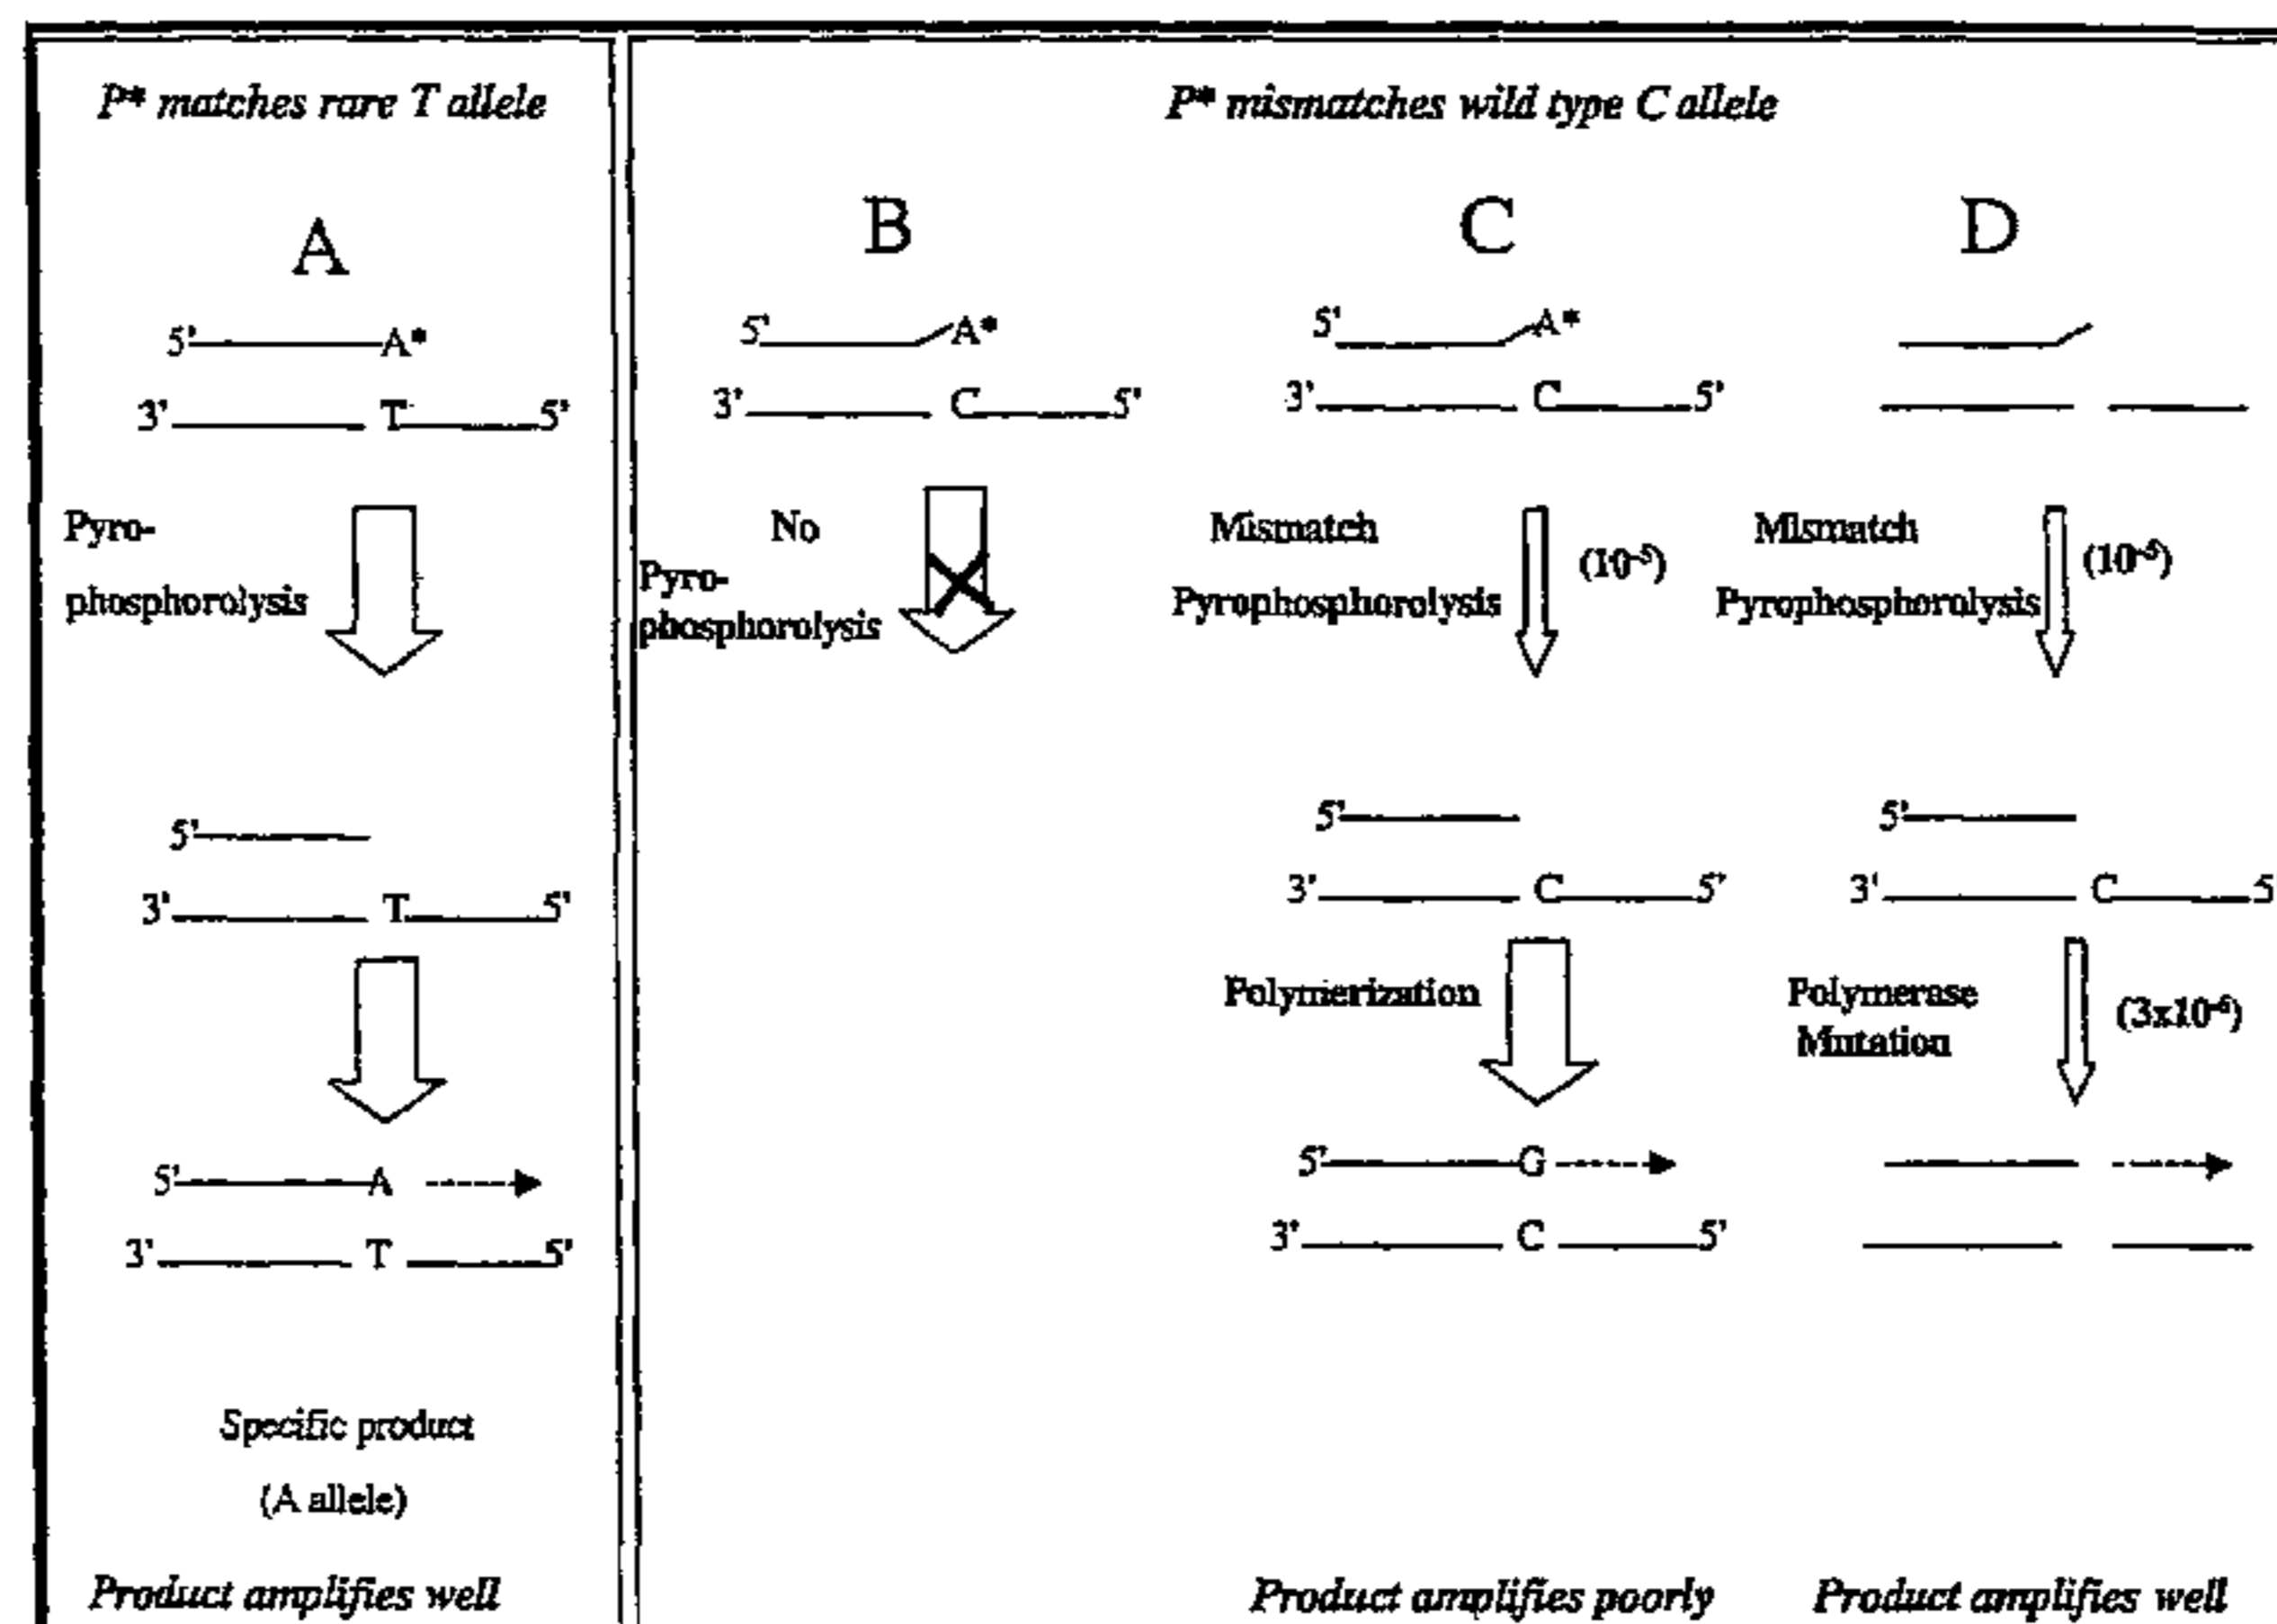 P* matches rare T allele
P* mismatches wild type C allele
A
B
C
D
5' A*
3' T 5'
5' A*
3' C 5'
5' A*
3' C 5'
Pyro-
phosphorolysis
No
Pyro-
phosphorolysis
Mismatch
Pyrophosphorolysis
(10⁻⁵)
Mismatch
Pyrophosphorolysis
(10⁻⁵)
5'
3' T 5'
5'
3' C 5'
5'
3' C 5
Polymerization
Polymerase
Mutation
(3x10⁻⁶)
5' A
3' T 5'
5' G
3' C 5'
Specific product
(A allele)
Product amplifies well
Product amplifies poorly
Product amplifies well